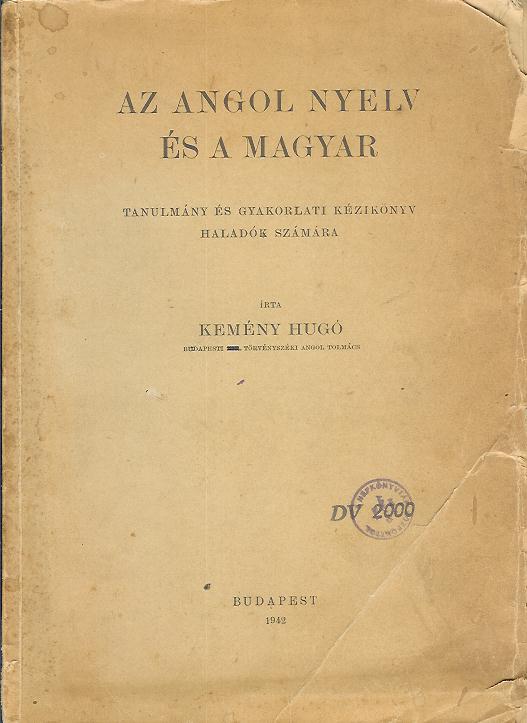 AZ ANGOL NYELV
ÉS A MAGYAR
TANULMÁNY ÉS GYAKORLATI KÉZIKÖNYV
HALADÓK SZÁMÁRA
ÍRTA
KEMÉNY HUGÓ
BUDAPESTI TÖRVÉNYSZÉKI ANGOL TOLMÁCS
DV 2000
BUDAPEST
1942